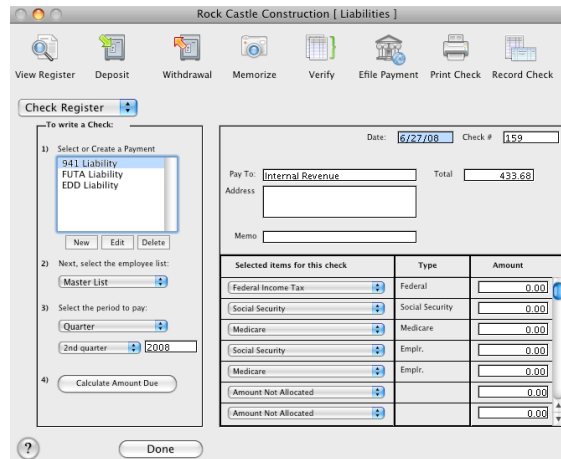 Rock Castle Construction [ Liabilities ]
View Register Deposit Withdrawal Memorize Verify Efile Payment Print Check Record Check
Check Register
To write a Check:
1) Select or Create a Payment
941 Liability
FUTA Liability
EDD Liability
New Edit Delete
2) Next, select the employee list:
Master List
3) Select the period to pay:
Quarter
2nd quarter 2008
4) Calculate Amount Due
Date: 6/27/08 Check # 159
Pay To: Internal Revenue Total 433.68
Address
Memo
Selected items for this check Type Amount
Federal Income Tax Federal 0.00
Social Security Social Security 0.00
Medicare Medicare 0.00
Social Security Emplr. 0.00
Medicare Emplr. 0.00
Amount Not Allocated 0.00
Amount Not Allocated 0.00
? Done